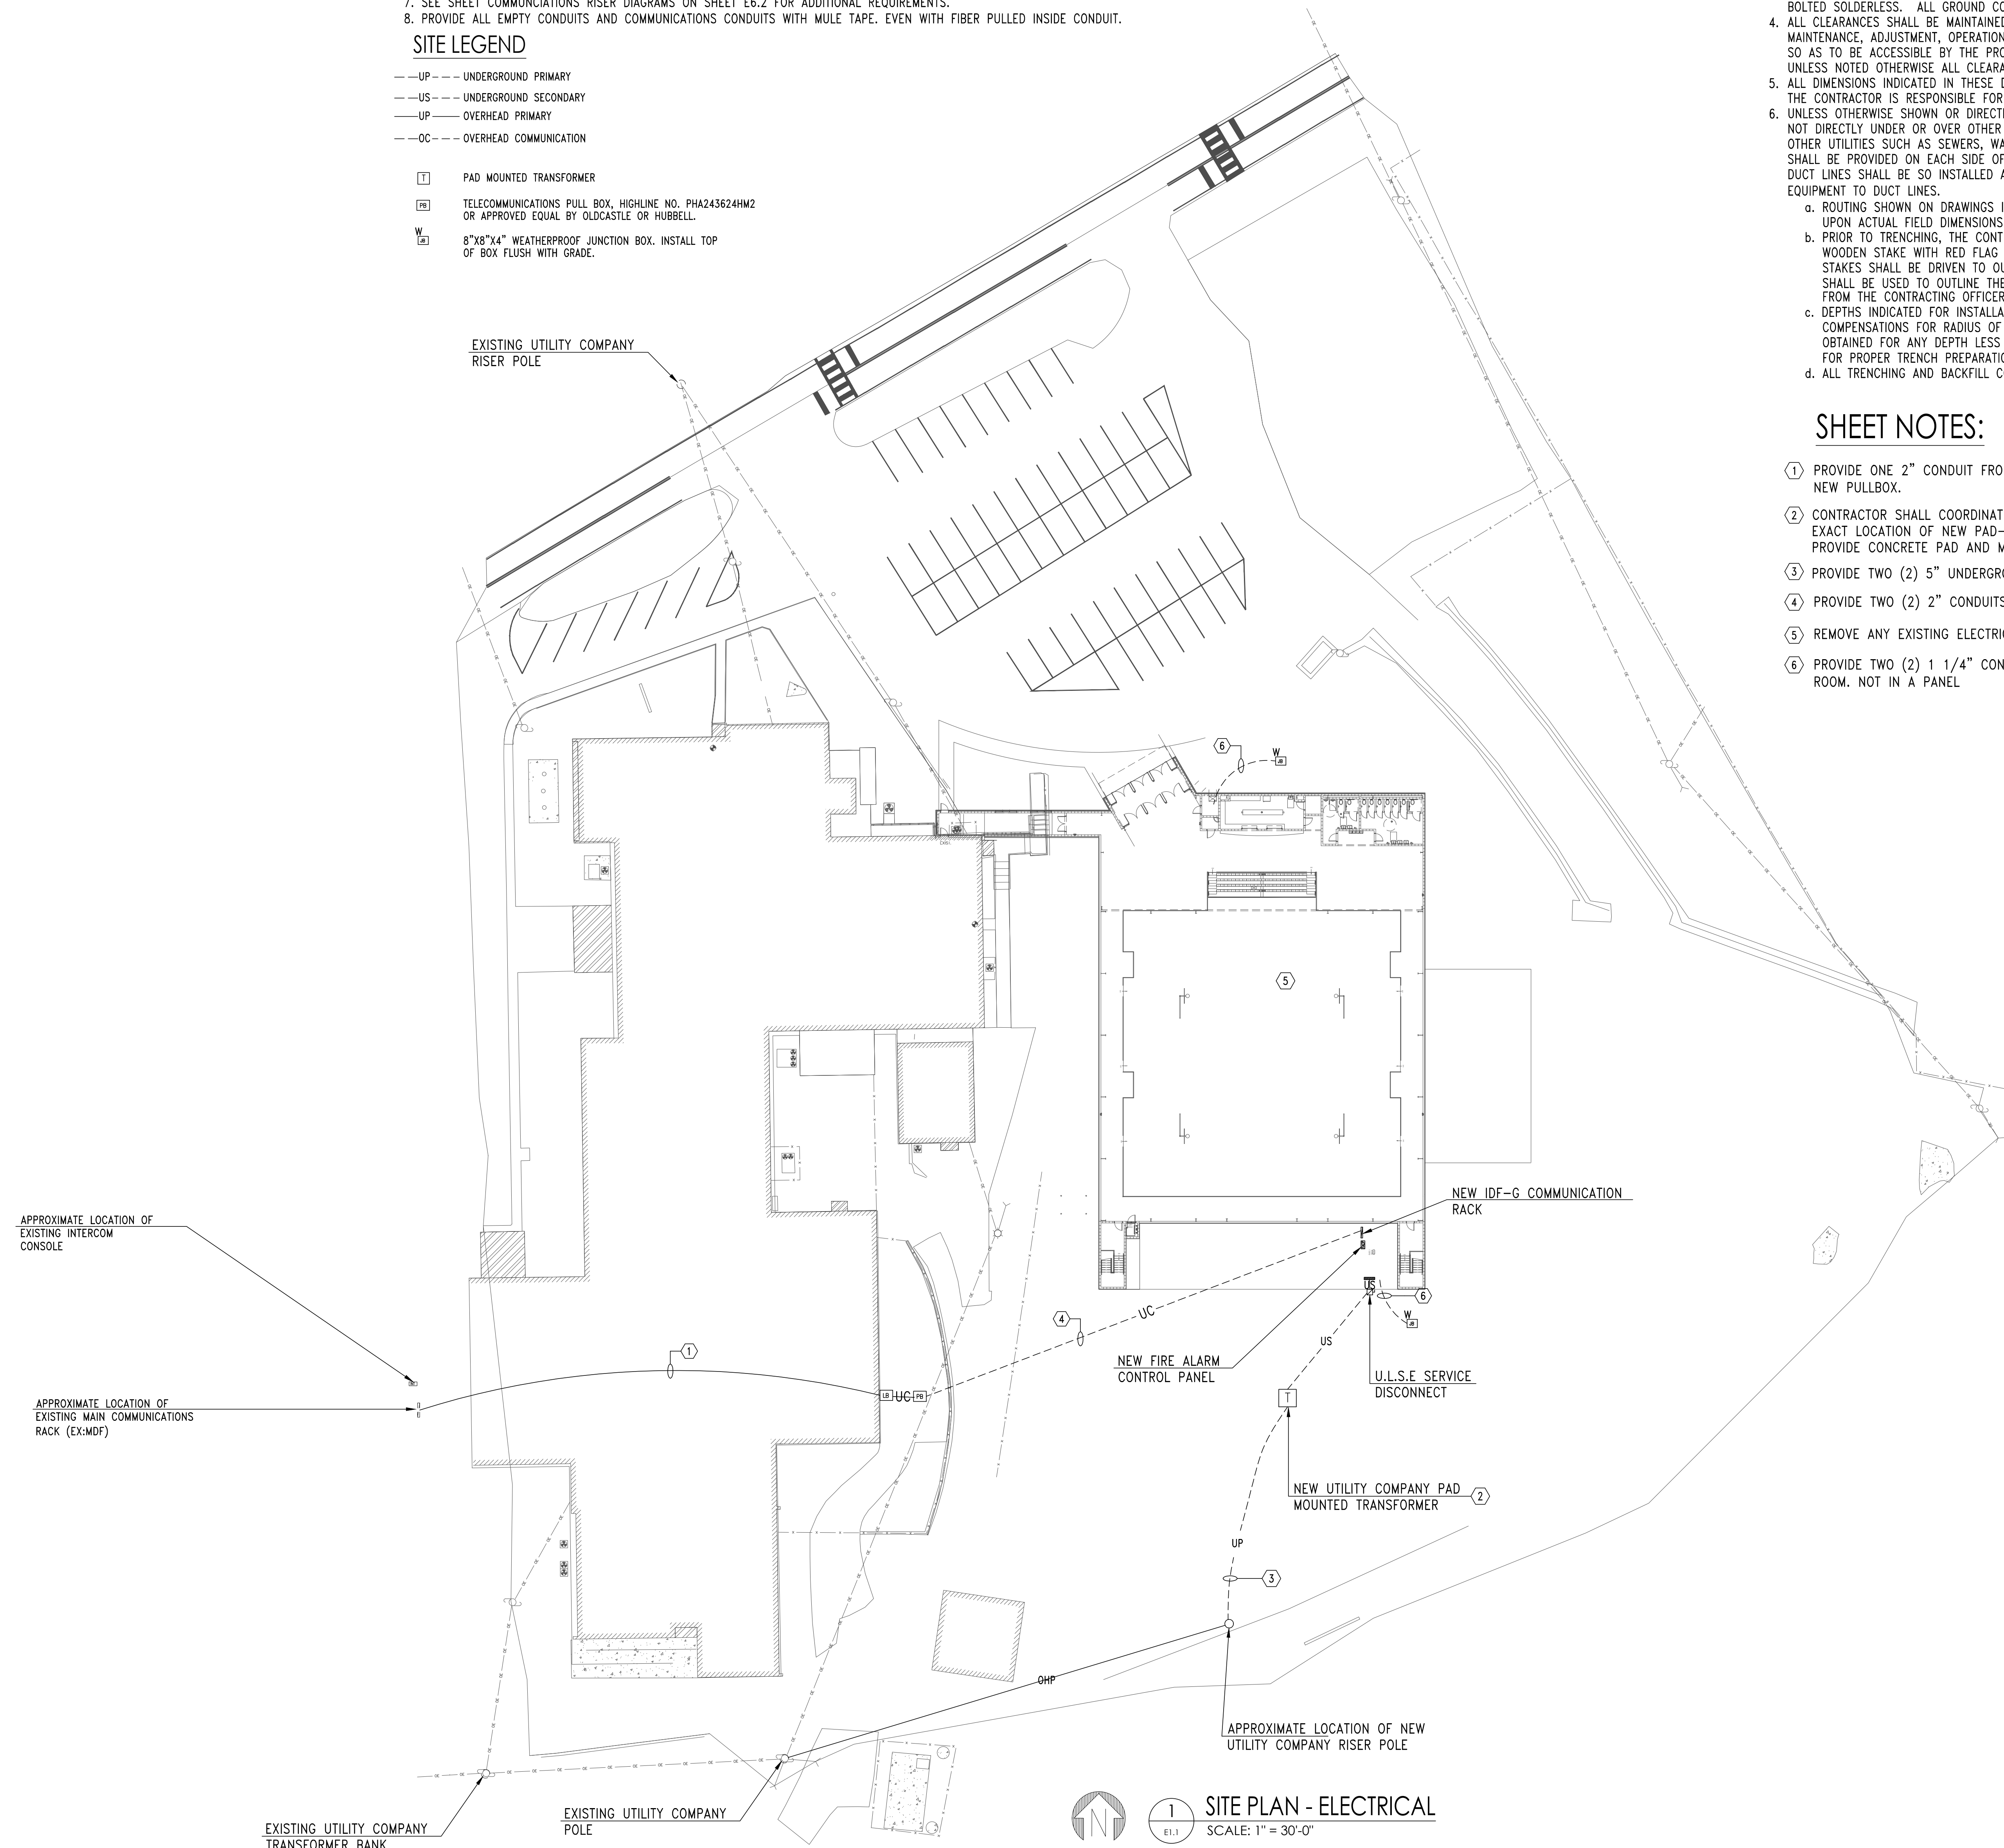 7. SEE SHEET COMMUNCIATIONS RISER DIAGRAMS ON SHEET E6.2 FOR ADDITIONAL REQUIREMENTS.
8. PROVIDE ALL EMPTY CONDUITS AND COMMUNICATIONS CONDUITS WITH MULE TAPE. EVEN WITH FIBER PULLED INSIDE CONDUIT.
SITE LEGEND
UP UNDERGROUND PRIMARY
US UNDERGROUND SECONDARY
UP OVERHEAD PRIMARY
OC OVERHEAD COMMUNICATION
T PAD MOUNTED TRANSFORMER
PB TELECOMMUNICATIONS PULL BOX, HIGHLINE NO. PHA243624HM2
OR APPROVED EQUAL BY OLDCASTLE OR HUBBELL.
W
JB 8"X8"X4" WEATHERPROOF JUNCTION BOX. INSTALL TOP
OF BOX FLUSH WITH GRADE.
BOLTED SOLDERLESS. ALL GROUND
4. ALL CLEARANCES SHALL BE MAINTAINED
MAINTENANCE, ADJUSTMENT, OPERATION
SO AS TO BE ACCESSIBLE BY THE
UNLESS NOTED OTHERWISE ALL
5. ALL DIMENSIONS INDICATED IN THESE
THE CONTRACTOR IS RESPONSIBLE FOR
6. UNLESS OTHERWISE SHOWN OR
NOT DIRECTLY UNDER OR OVER OTHER
OTHER UTILITIES SUCH AS SEWERS,
SHALL BE PROVIDED ON EACH SIDE OF
DUCT LINES SHALL BE SO INSTALLED
EQUIPMENT TO DUCT LINES.
a. ROUTING SHOWN ON DRAWINGS
UPON ACTUAL FIELD DIMENSIONS
b. PRIOR TO TRENCHING, THE
WOODEN STAKE WITH RED FLAG
STAKES SHALL BE DRIVEN TO
SHALL BE USED TO OUTLINE THE
FROM THE CONTRACTING OFFICER
c. DEPTHS INDICATED FOR
COMPENSATIONS FOR RADIUS OF
OBTAINED FOR ANY DEPTH LESS
FOR PROPER TRENCH
d. ALL TRENCHING AND BACKFILL
SHEET NOTES:
1 PROVIDE ONE 2" CONDUIT
NEW PULLBOX.
2 CONTRACTOR SHALL
EXACT LOCATION OF NEW PAD-
PROVIDE CONCRETE PAD AND
3 PROVIDE TWO (2) 5"
4 PROVIDE TWO (2) 2" CONDUITS
5 REMOVE ANY EXISTING
6 PROVIDE TWO (2) 1 1/4"
ROOM. NOT IN A PANEL
EXISTING UTILITY COMPANY
RISER POLE
6
W
JB
5
NEW IDF-G COMMUNICATION
RACK
APPROXIMATE LOCATION OF
EXISTING INTERCOM
CONSOLE
US
6
W
JB
4
UC
US
1
NEW FIRE ALARM
CONTROL PANEL
U.L.S.E SERVICE
DISCONNECT
LB UC PB
T
APPROXIMATE LOCATION OF
EXISTING MAIN COMMUNICATIONS
RACK (EX:MDF)
NEW UTILITY COMPANY PAD
MOUNTED TRANSFORMER
2
UP
3
OHP
APPROXIMATE LOCATION OF NEW
UTILITY COMPANY RISER POLE
EXISTING UTILITY COMPANY
POLE
EXISTING UTILITY COMPANY
TRANSFORMER BANK
N
1
E1.1
SITE PLAN - ELECTRICAL
SCALE: 1" = 30'-0"